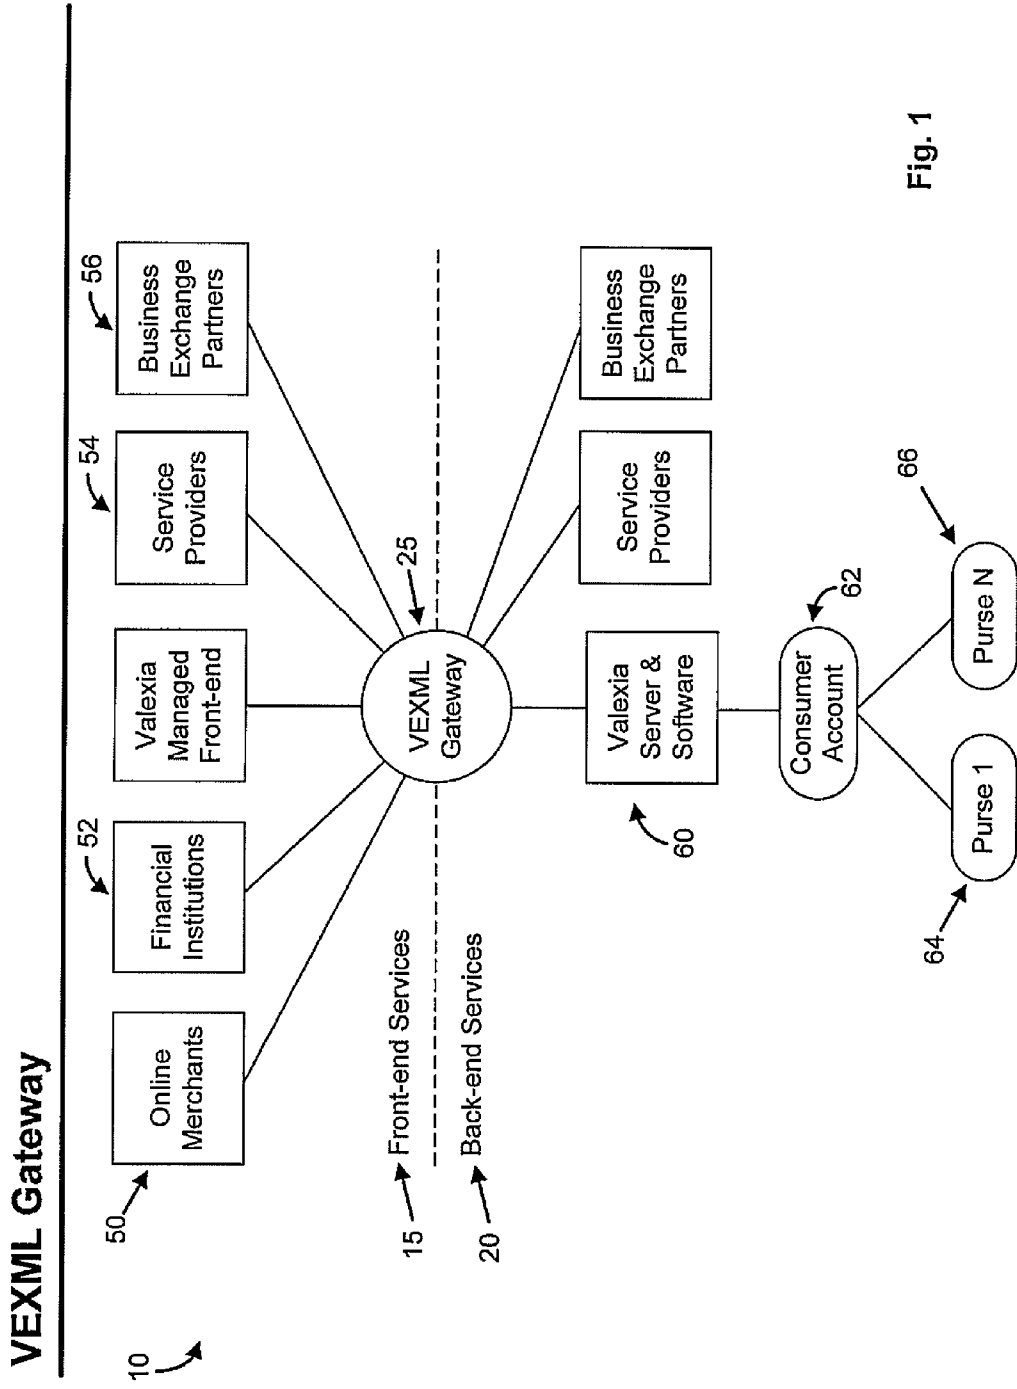 VEXML Gateway
10
50
52
54
56
Online
Merchants
Financial
Institutions
Valexia
Managed
Front-end
Service
Providers
Business
Exchange
Partners
15
Front-end Services
25
VEXML
Gateway
20
Back-end Services
60
Valexia
Server &
Software
Service
Providers
Business
Exchange
Partners
62
Consumer
Account
64
Purse 1
66
Purse N
Fig. 1